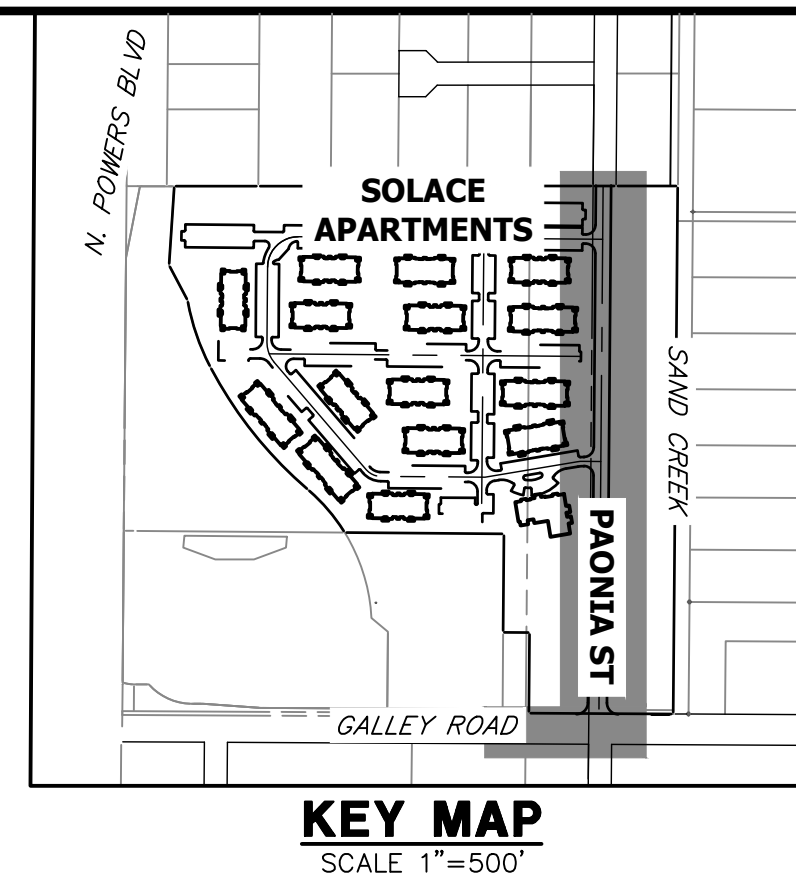 N. POWERS BLVD
SOLACE
APARTMENTS
SAND CREEK
PAONIA ST
GALLEY ROAD
KEY MAP
SCALE 1"=500'